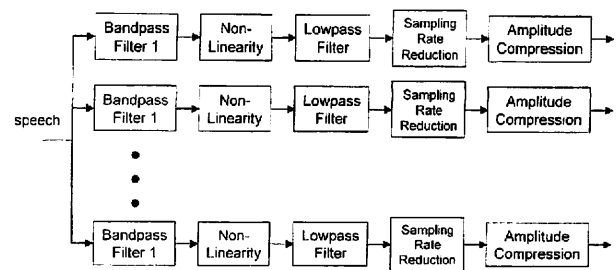 Bandpass
Filter 1
Non-
Linearity
Lowpass
Filter
Sampling
Rate
Reduction
Amplitude
Compression
speech
Bandpass
Filter 1
Non-
Linearity
Lowpass
Filter
Sampling
Rate
Reduction
Amplitude
Compression
Bandpass
Filter 1
Non-
Linearity
Lowpass
Filter
Sampling
Rate
Reduction
Amplitude
Compression